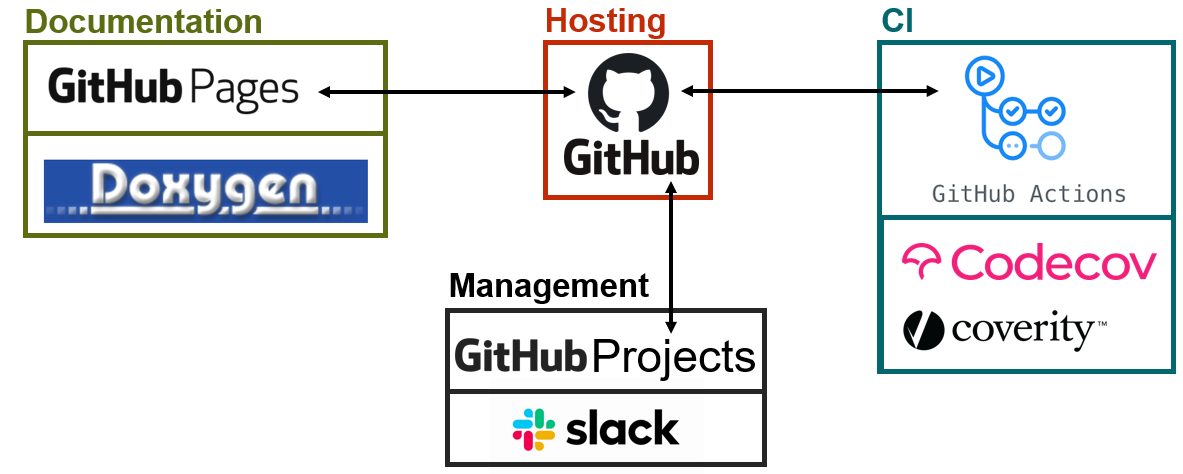 Documentation
GitHub Pages
Doxygen
Hosting
GitHub
CI
GitHub Actions
Codecov
coverity™
Management
GitHub Projects
slack